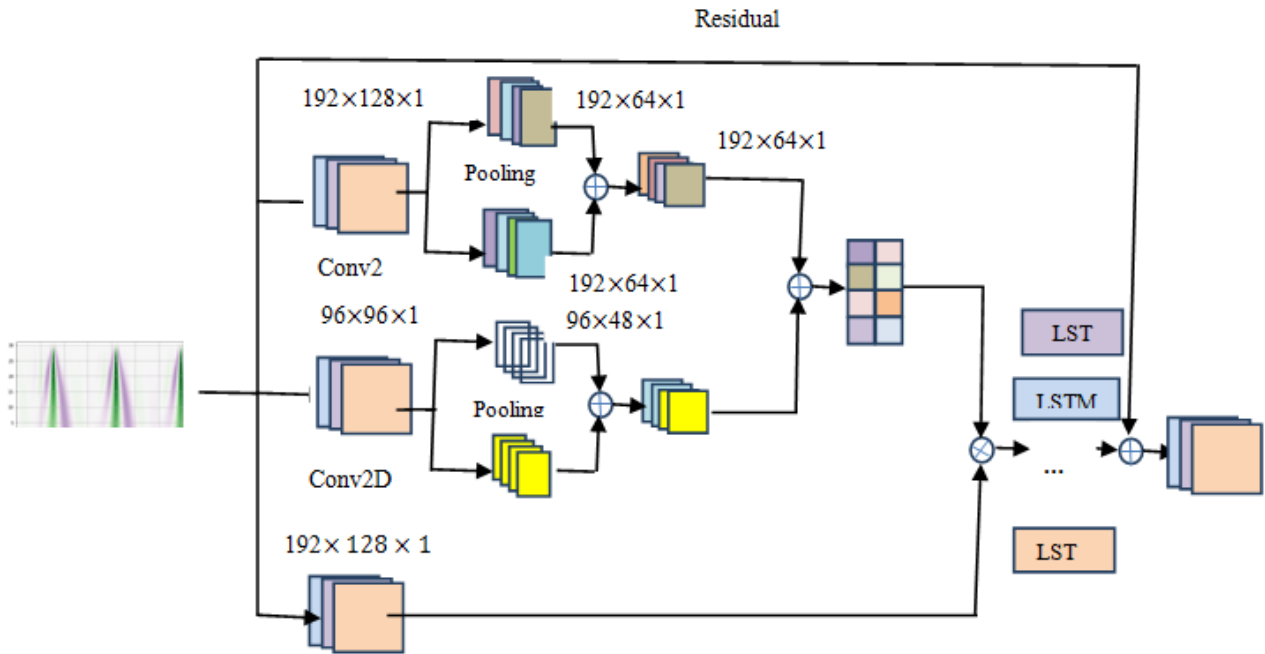 Residual
192×128×1
192×64×1
192×64×1
Pooling
Conv2
192×64×1
96×96×1
96×48×1
Pooling
LST
LSTM
...
Conv2D
192× 128 × 1
LST